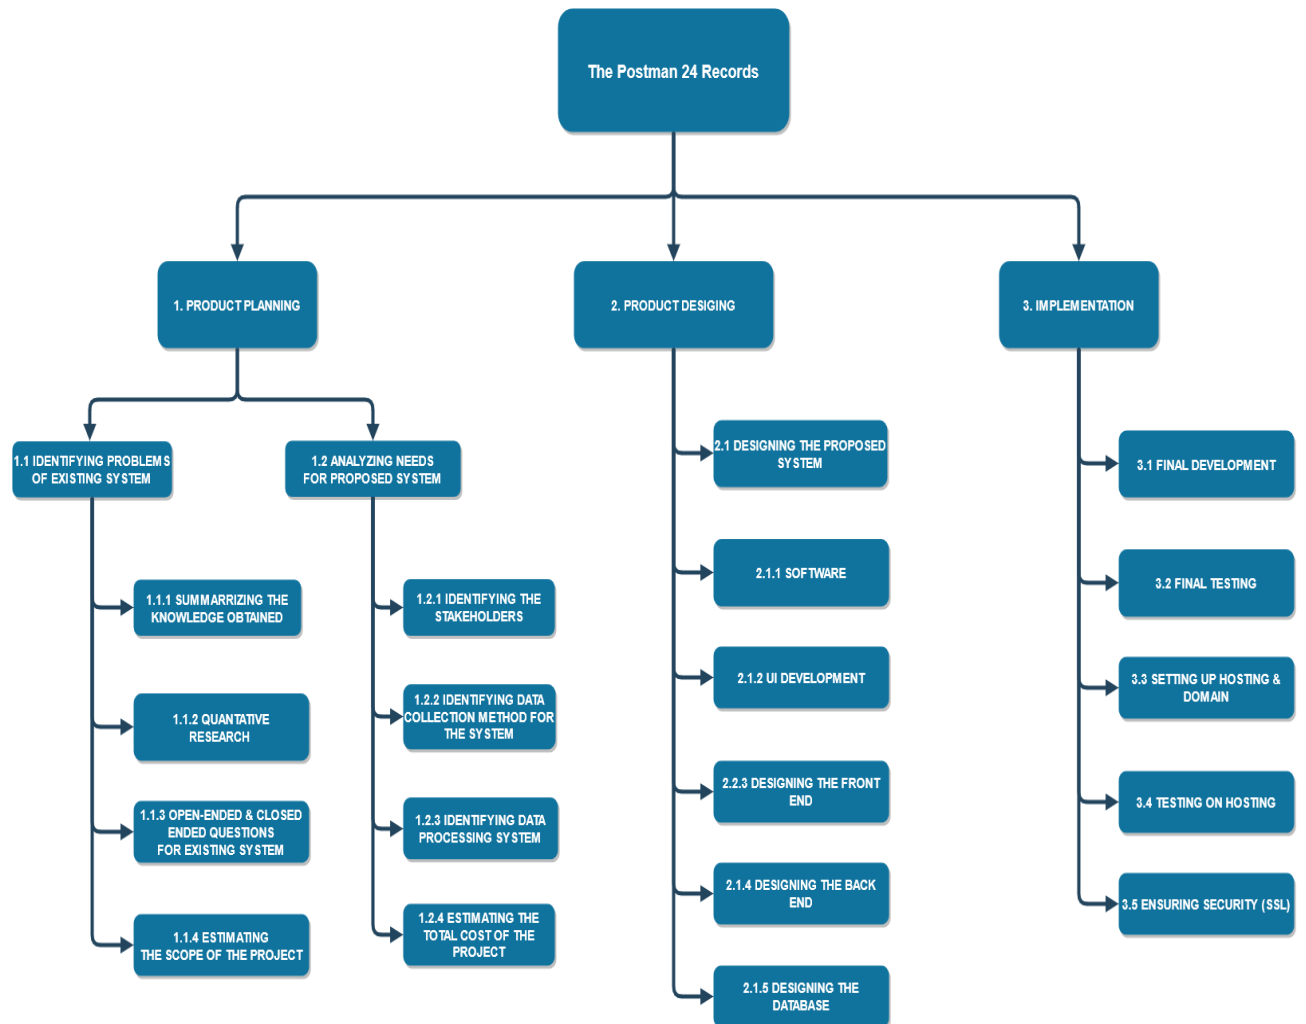 The Postman 24 Records
1. PRODUCT PLANNING
2. PRODUCT DESIGING
3. IMPLEMENTATION
1.1 IDENTIFYING PROBLEMS
OF EXISTING SYSTEM
1.2 ANALYZING NEEDS
FOR PROPOSED SYSTEM
1.1.1 SUMMARRIZING THE
KNOWLEDGE OBTAINED
1.1.2 QUANTATIVE
RESEARCH
1.1.3 OPEN-ENDED & CLOSED
ENDED QUESTIONS
FOR EXISTING SYSTEM
1.1.4 ESTIMATING
THE SCOPE OF THE PROJECT
1.2.1 IDENTIFYING THE
STAKEHOLDERS
1.2.2 IDENTIFYING DATA
COLLECTION METHOD FOR
THE SYSTEM
1.2.3 IDENTIFYING DATA
PROCESSING SYSTEM
1.2.4 ESTIMATING THE
TOTAL COST OF THE
PROJECT
2.1 DESIGNING THE PROPOSED
SYSTEM
2.1.1 SOFTWARE
2.1.2 UI DEVELOPMENT
2.2.3 DESIGNING THE FRONT
END
2.1.4 DESIGNING THE BACK
END
2.1.5 DESIGNING THE
DATABASE
3.1 FINAL DEVELOPMENT
3.2 FINAL TESTING
3.3 SETTING UP HOSTING &
DOMAIN
3.4 TESTING ON HOSTING
3.5 ENSURING SECURITY (SSL)